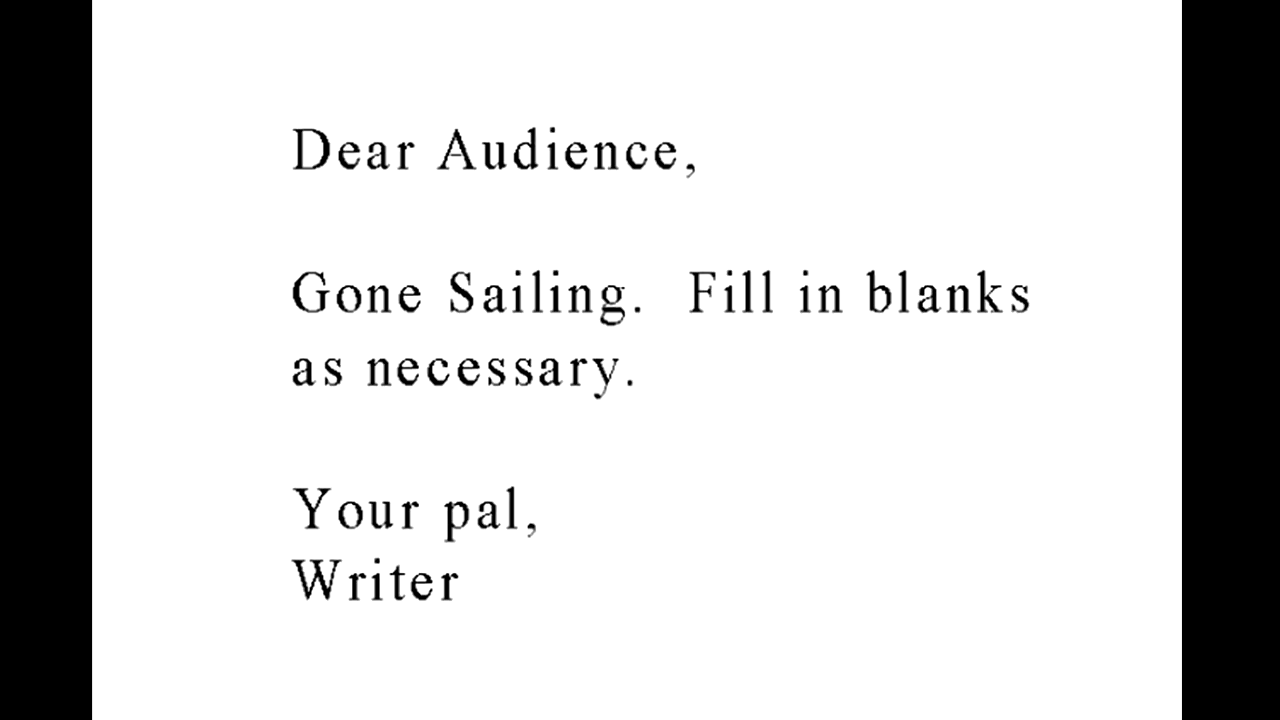 Dear Audience,
Gone Sailing.  Fill in blanks
as necessary.
Your pal,
Writer